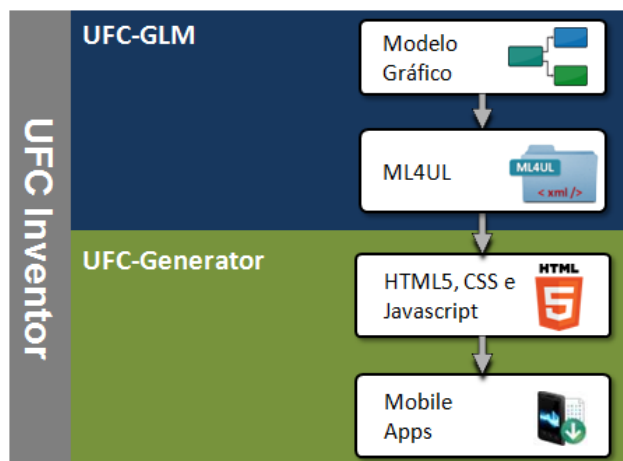 UFC Inventor
UFC-GLM
Modelo
Gráfico
ML4UL
ML4UL
< xml />
UFC-Generator
HTML5, CSS e
Javascript
HTML
5
Mobile
Apps